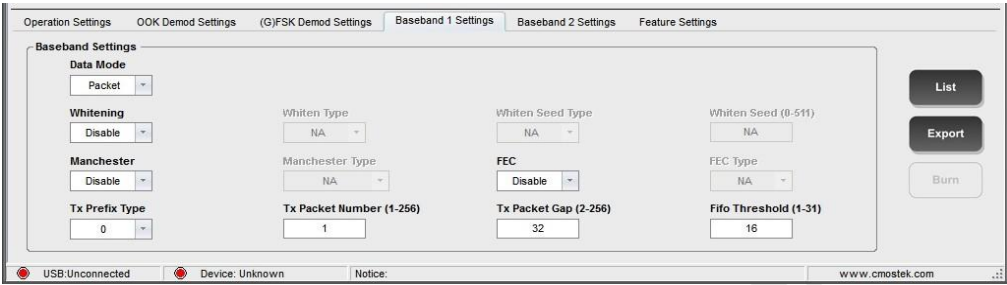 Operation Settings OOK Demod Settings (G)FSK Demod Settings Baseband 1 Settings Baseband 2 Settings Feature Settings
Baseband Settings
Data Mode
Packet
List
Whitening Whiten Type Whiten Seed Type Whiten Seed (0-511)
Disable NA NA NA
Export
Manchester Manchester Type FEC FEC Type
Disable NA Disable NA
Burn
Tx Prefix Type Tx Packet Number (1-256) Tx Packet Gap (2-256) Fifo Threshold (1-31)
0 1 32 16
USB:Unconnected Device: Unknown Notice: www.cmostek.com